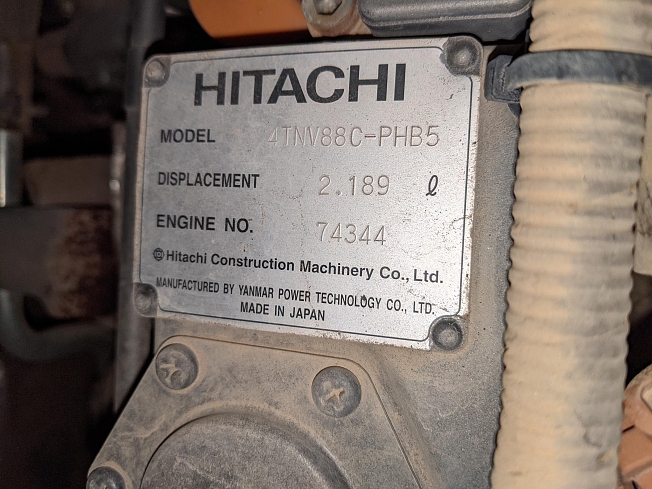 HITACHI
MODEL 4TNV88C-PHB5
DISPLACEMENT 2.189 ℓ
ENGINE NO. 74344
Hitachi Construction Machinery Co., Ltd.
MANUFACTURED BY YANMAR POWER TECHNOLOGY CO., LTD.
MADE IN JAPAN